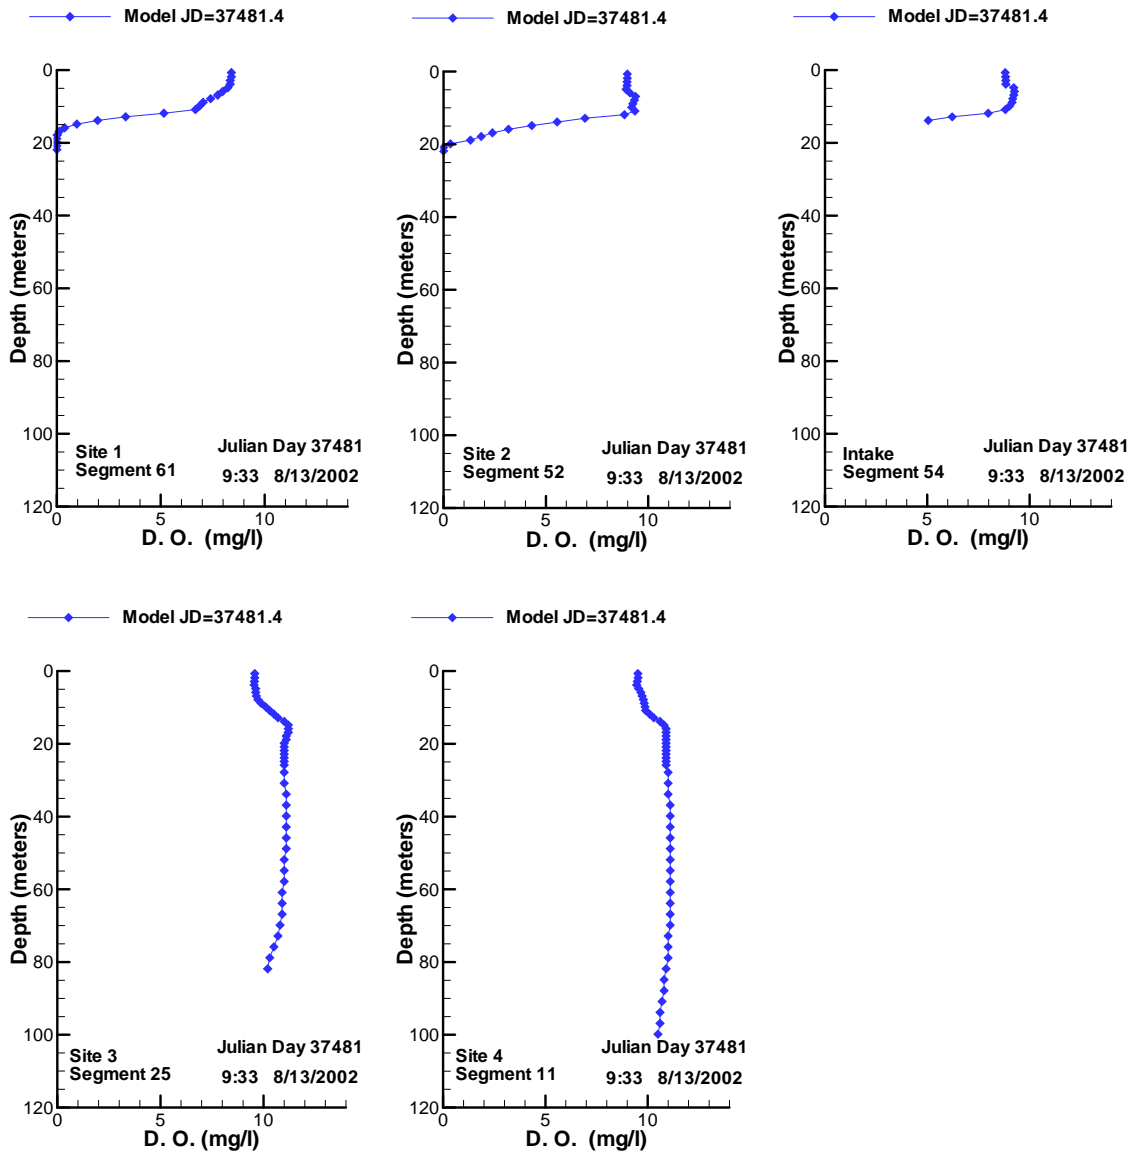 Model JD=37481.4
0
20
40
60
80
100
120
Depth (meters)
Site 1
Segment 61
Julian Day 37481
9:33 8/13/2002
0 5 10
D. O. (mg/l)
Model JD=37481.4
0
20
40
60
80
100
120
Depth (meters)
Site 2
Segment 52
Julian Day 37481
9:33 8/13/2002
0 5 10
D. O. (mg/l)
Model JD=37481.4
0
20
40
60
80
100
120
Depth (meters)
Intake
Segment 54
Julian Day 37481
9:33 8/13/2002
0 5 10
D. O. (mg/l)
Model JD=37481.4
0
20
40
60
80
100
120
Depth (meters)
Site 3
Segment 25
Julian Day 37481
9:33 8/13/2002
0 5 10
D. O. (mg/l)
Model JD=37481.4
0
20
40
60
80
100
120
Depth (meters)
Site 4
Segment 11
Julian Day 37481
9:33 8/13/2002
0 5 10
D. O. (mg/l)